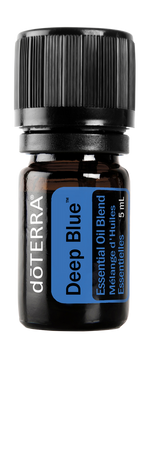 dōTERRA®
Deep Blue™
Essential Oil Blend
Mélange d'Huiles
Essentielles 5 mL